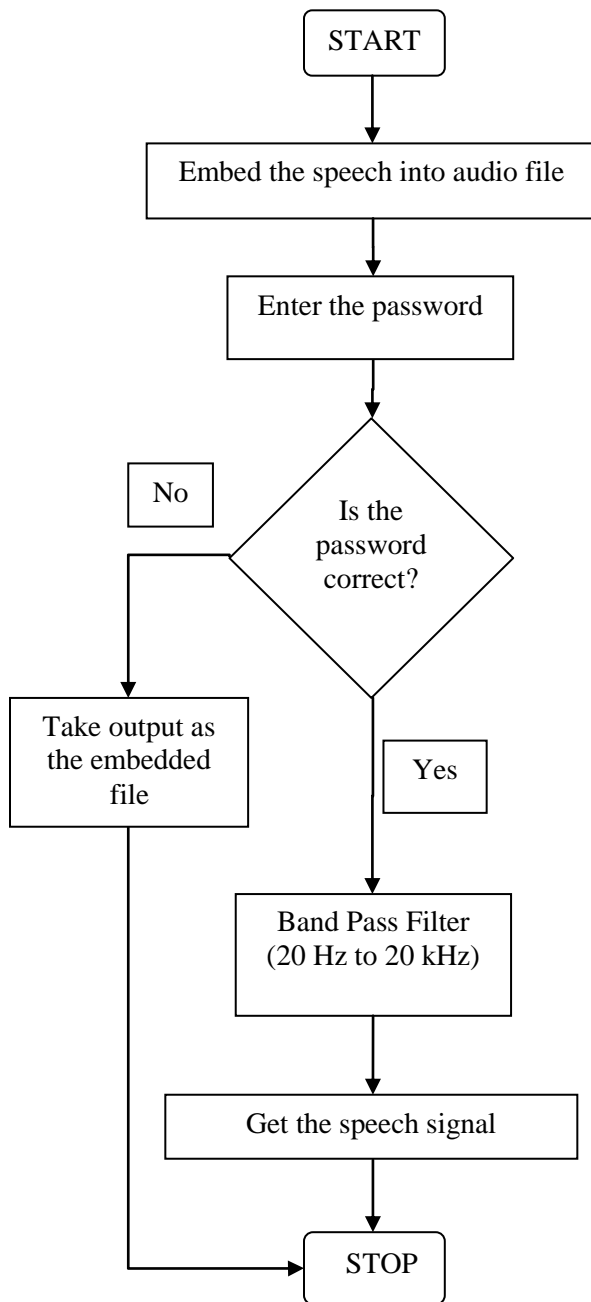 START
Embed the speech into audio file
Enter the password
No
Is the
password
correct?
Take output as
the embedded
file
Yes
Band Pass Filter
(20 Hz to 20 kHz)
Get the speech signal
STOP